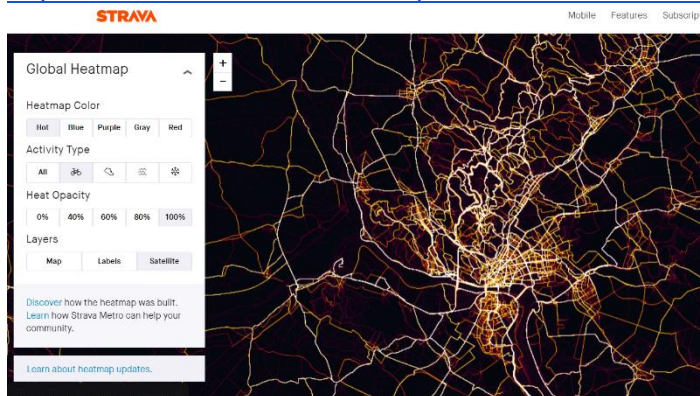 STRAVA
Mobile Features Subscrip
Global Heatmap
+
-
Heatmap Color
Hot Blue Purple Gray Red
Activity Type
All
Heat Opacity
0% 40% 60% 80% 100%
Layers
Map Labels Satellite
Discover how the heatmap was built.
Learn how Strava Metro can help your
community.
Learn about heatmap updates.